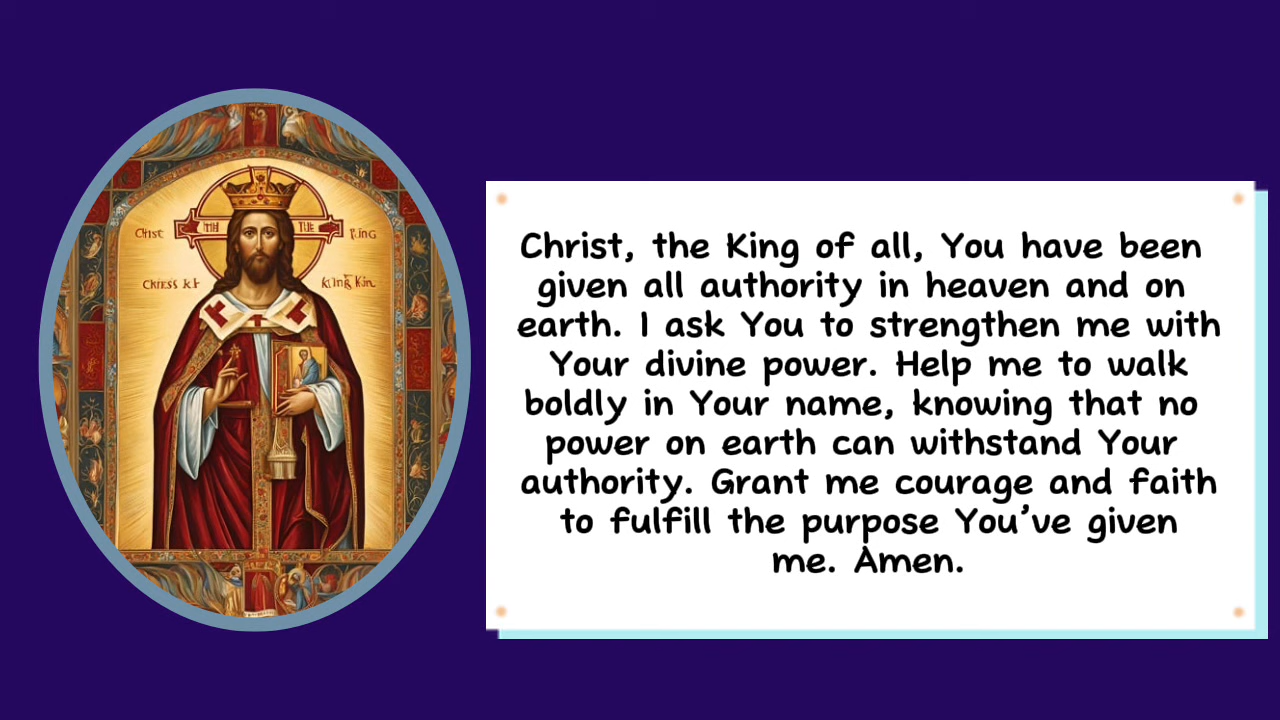 Christ, the King of all, You have been
given all authority in heaven and on
earth. I ask You to strengthen me with
Your divine power. Help me to walk
boldly in Your name, knowing that no
power on earth can withstand Your
authority. Grant me courage and faith
to fulfill the purpose You’ve given
me. Amen.